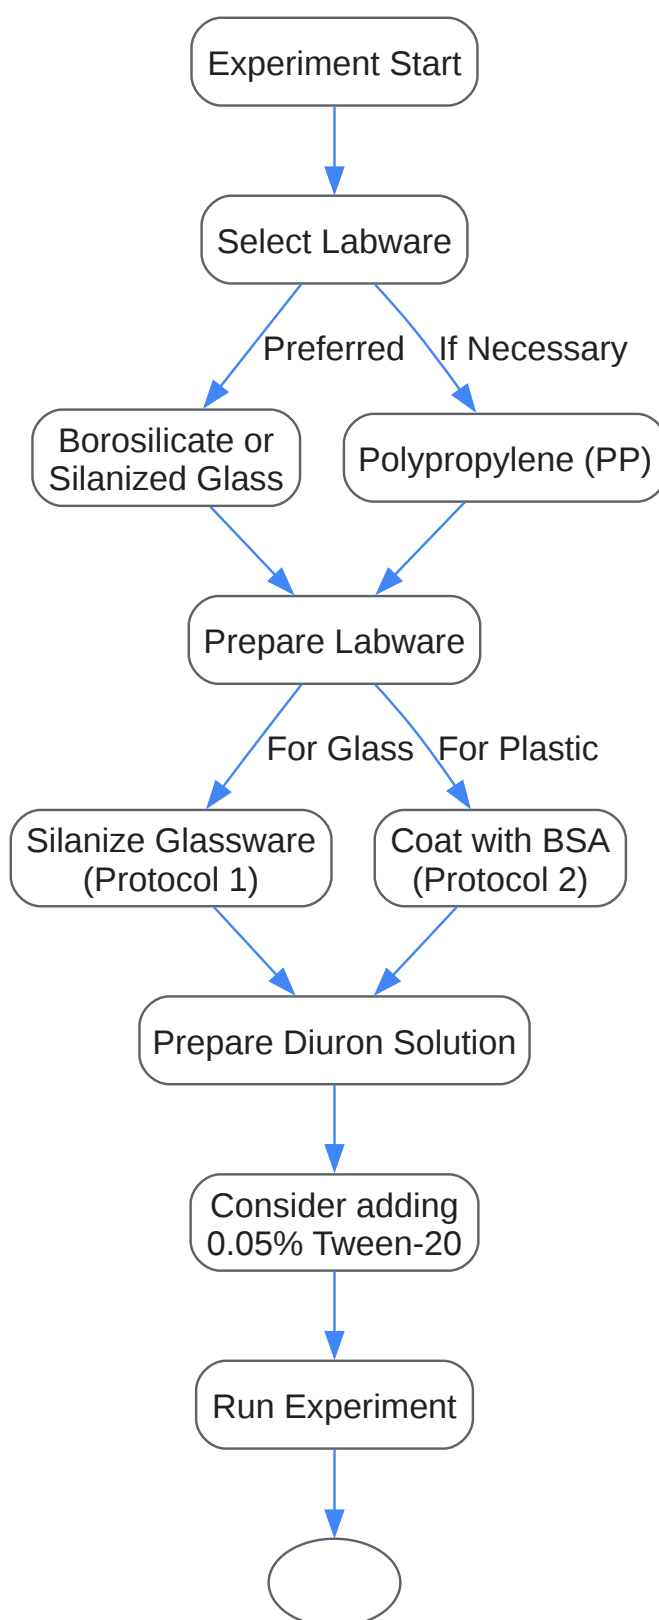 Experiment Start
Select Labware
Preferred
If Necessary
Borosilicate or
Silanized Glass
Polypropylene (PP)
Prepare Labware
For Glass
For Plastic
Silanize Glassware
(Protocol 1)
Coat with BSA
(Protocol 2)
Prepare Diuron Solution
Consider adding
0.05% Tween-20
Run Experiment